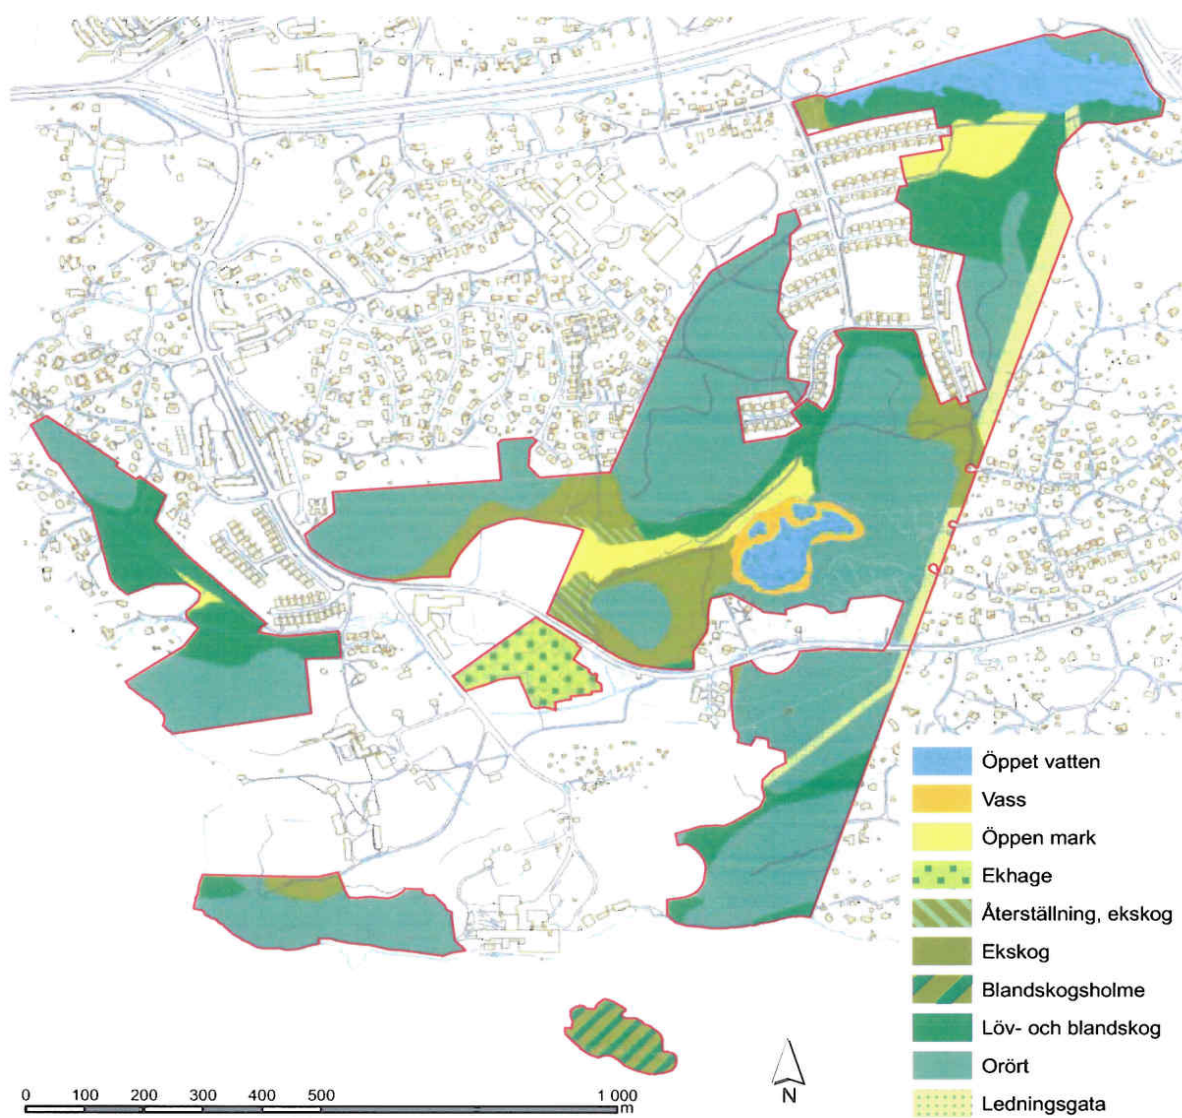 Öppet vatten
Vass
Öppen mark
Ekhage
Återställning, ekskog
Ekskog
Blandskogsholme
Löv- och blandskog
Orört
Ledningsgata
0 100 200 300 400 500 1 000
m
N